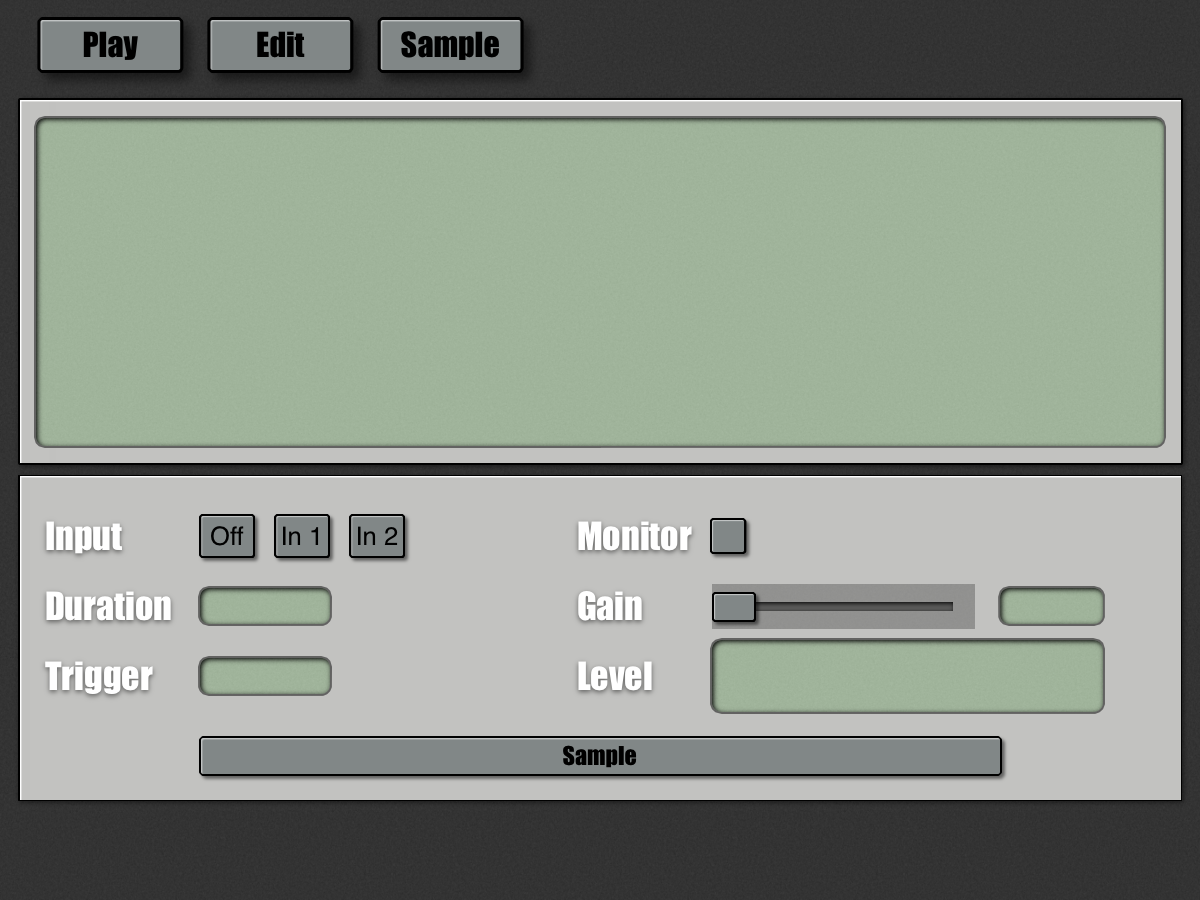 Play Edit Sample
Input Off In 1 In 2 Monitor
Duration Gain
Trigger Level
Sample